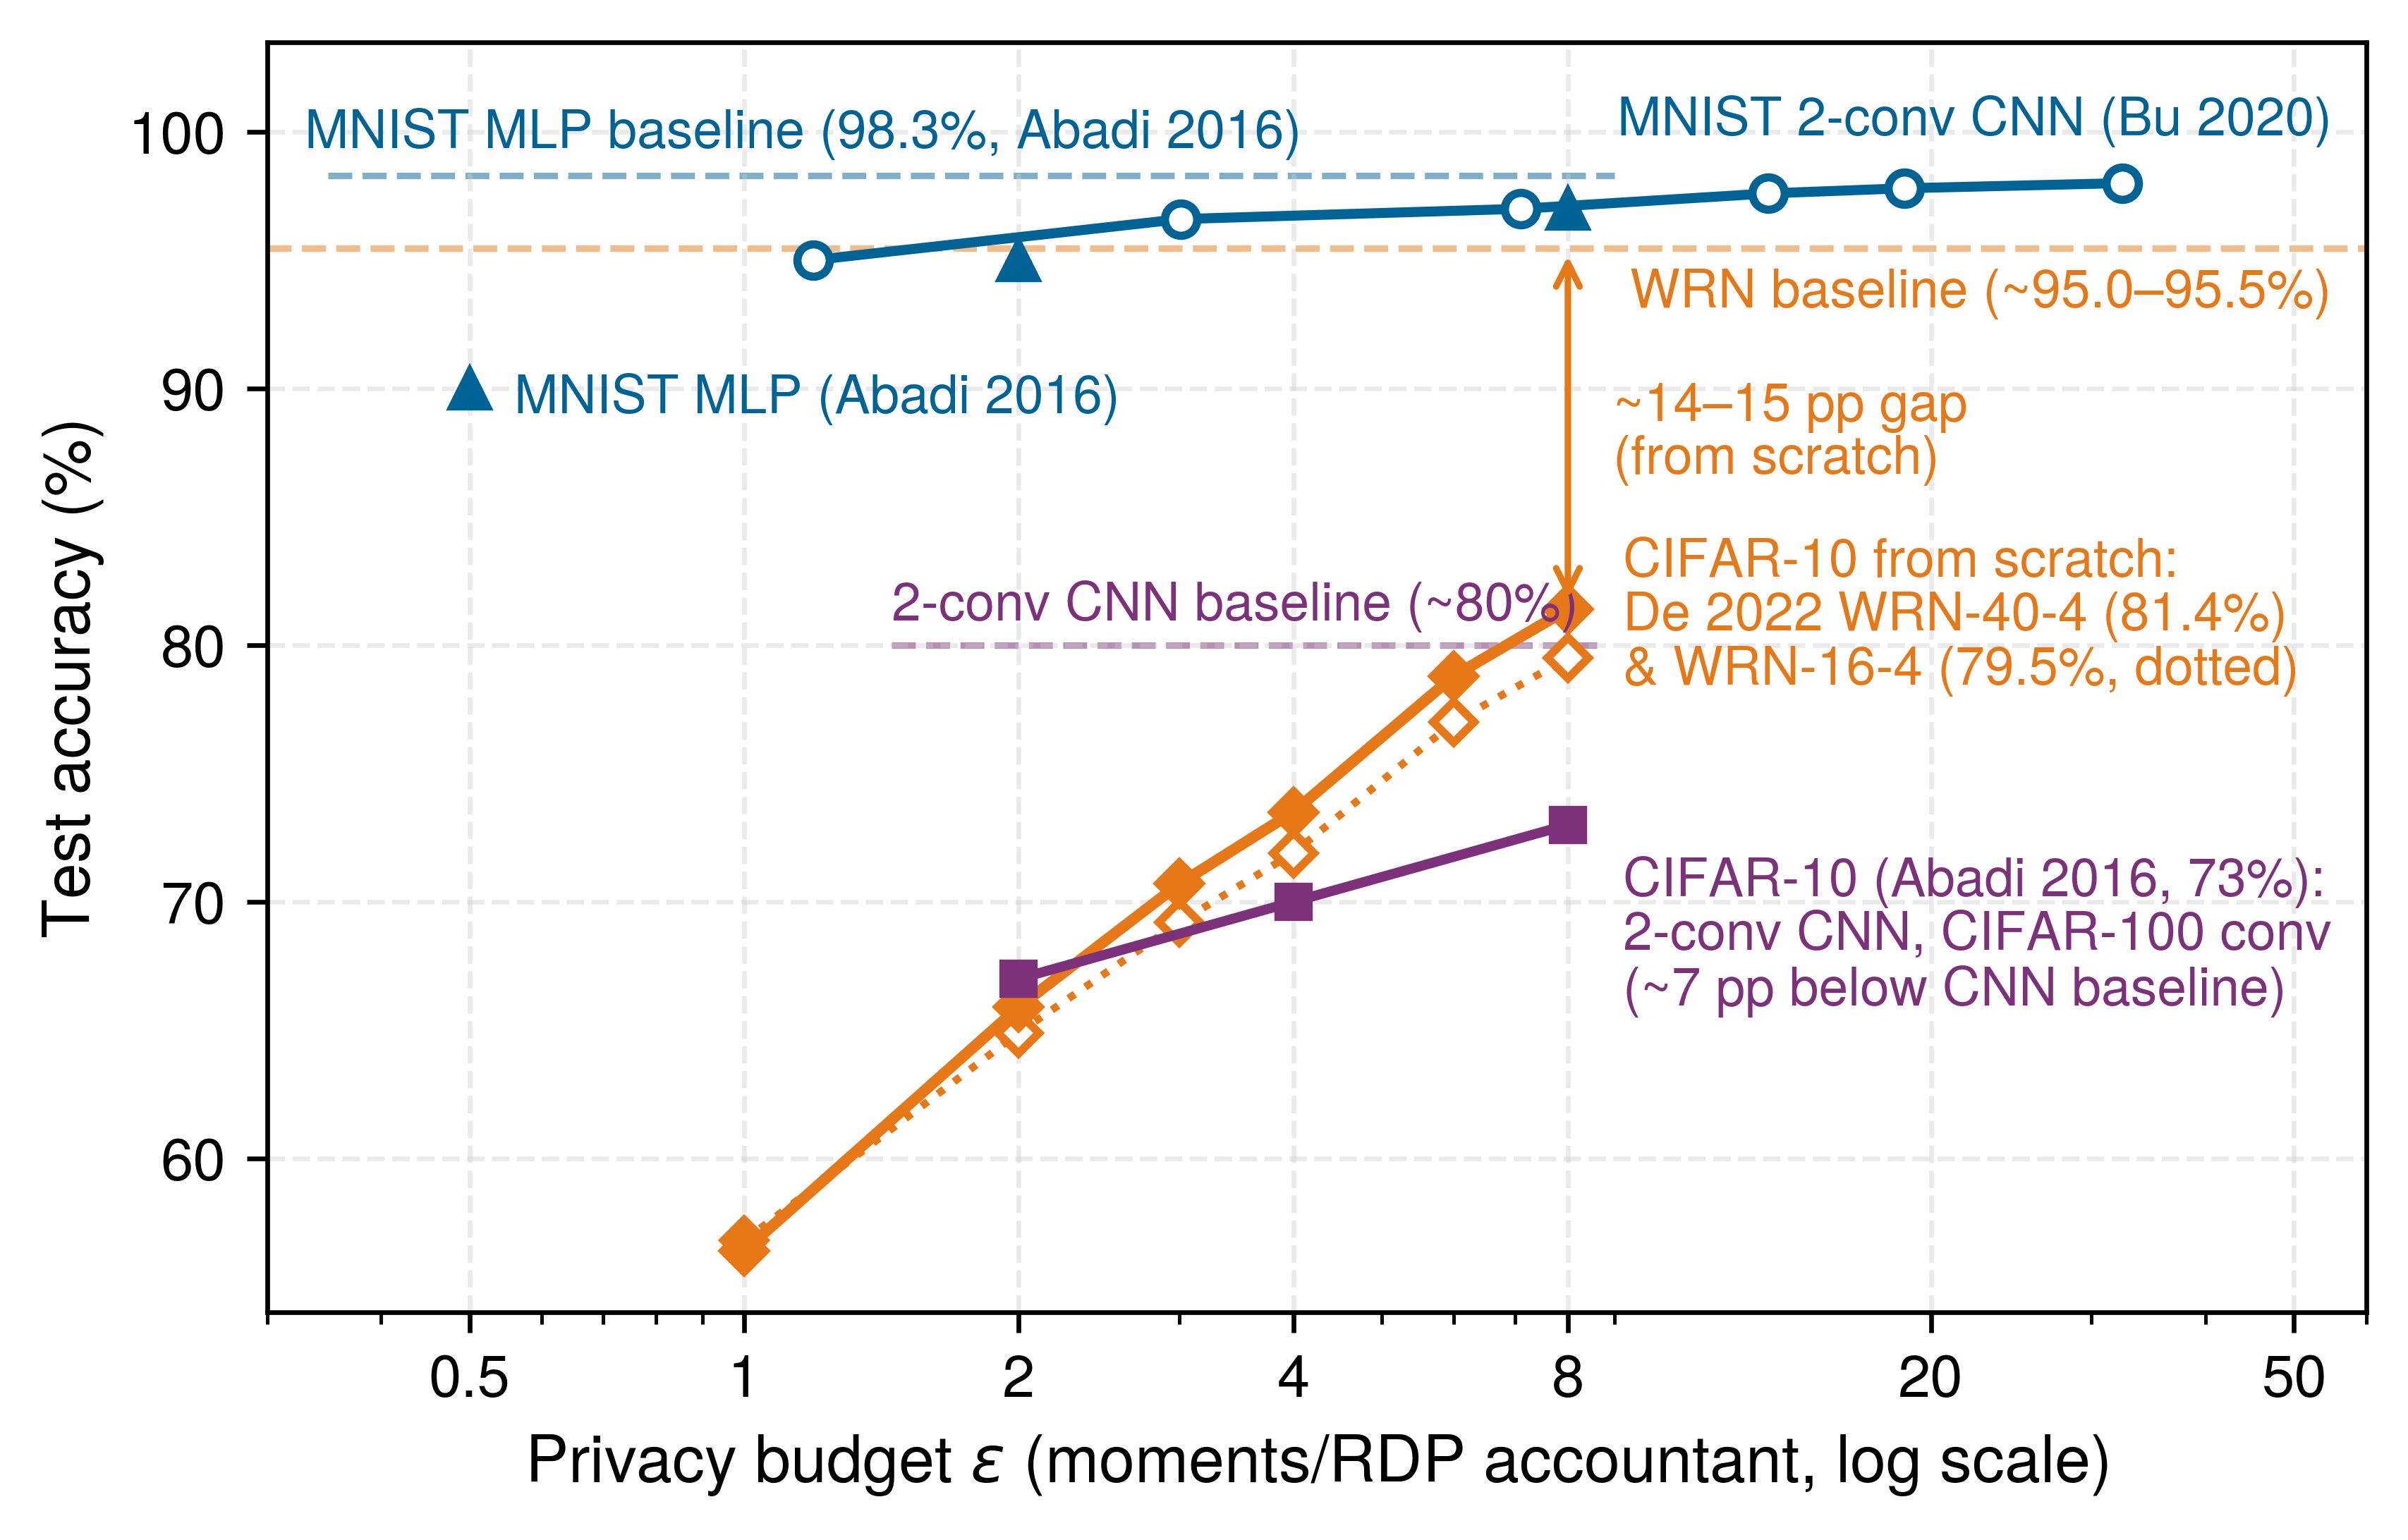 MNIST MLP baseline (98.3%, Abadi 2016)
MNIST 2-conv CNN (Bu 2020)
WRN baseline (~95.0–95.5%)
MNIST MLP (Abadi 2016)
~14–15 pp gap
(from scratch)
2-conv CNN baseline (~80%)
CIFAR-10 from scratch:
De 2022 WRN-40-4 (81.4%)
& WRN-16-4 (79.5%, dotted)
CIFAR-10 (Abadi 2016, 73%):
2-conv CNN, CIFAR-100 conv
(~7 pp below CNN baseline)
Test accuracy (%)
100
90
80
70
60
0.5 1 2 4 8 20 50
Privacy budget ε (moments/RDP accountant, log scale)